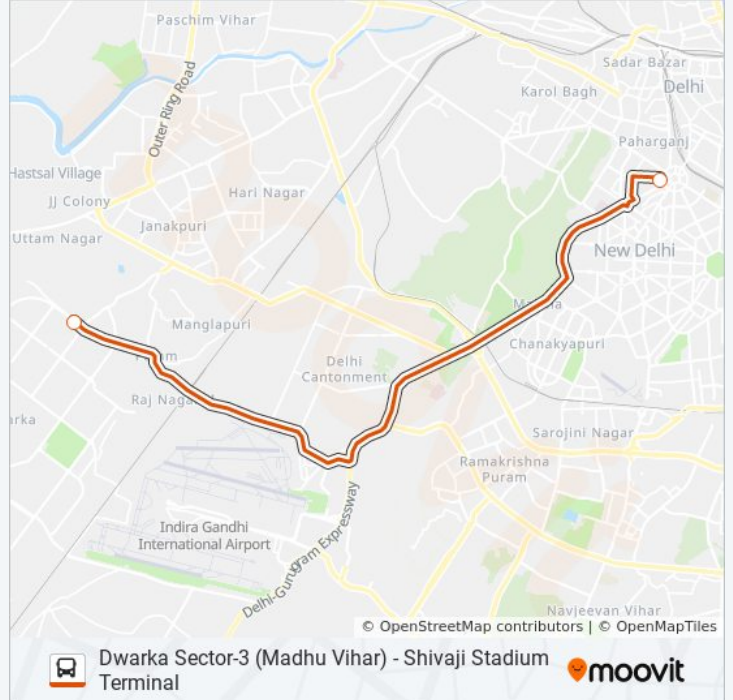 Paschim Vihar
Sadar Bazar
Delhi
Karol Bagh
Outer Ring Road
Paharganj
Hastsal Village
Hari Nagar
JJ Colony
Janakpuri
Uttam Nagar
New Delhi
Manglapuri
Chanakyapuri
Delhi
Cantonment
Raj Nagar
Sarojini Nagar
Ramakrishna
Puram
Indira Gandhi
International Airport
Delhi-Gurugram Expressway
Navjeevan Vihar
© OpenStreetMap contributors | © OpenMapTiles
Dwarka Sector-3 (Madhu Vihar) - Shivaji Stadium
Terminal
moovit